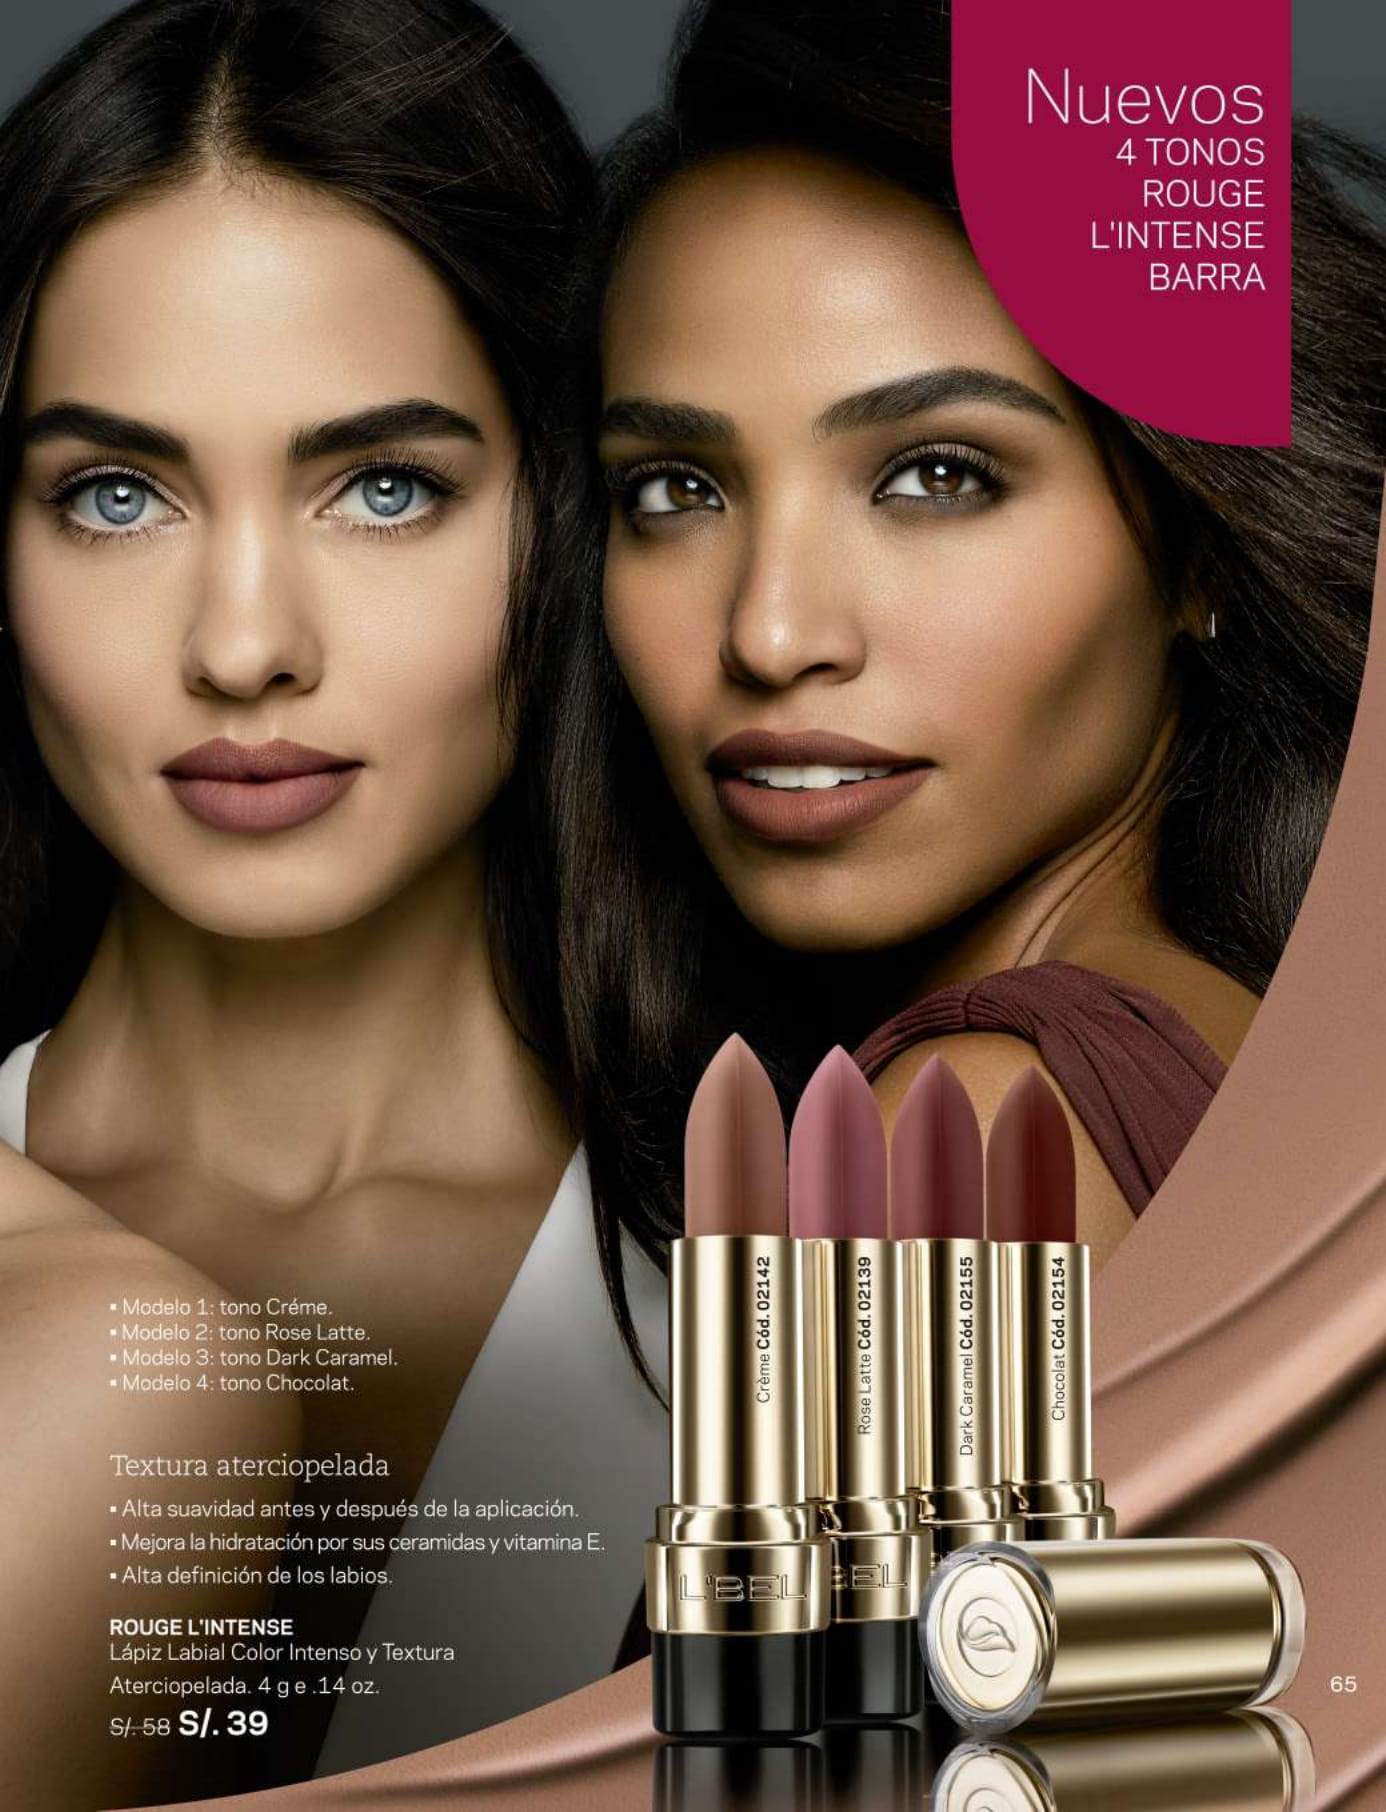 Nuevos
4 TONOS
ROUGE
L'INTENSE
BARRA
Crème Cód. 02142
Rose Latte Cód. 02139
Dark Caramel Cód. 02155
Chocolat Cód. 02154
▪ Modelo 1: tono Créme.
▪ Modelo 2: tono Rose Latte.
▪ Modelo 3: tono Dark Caramel.
▪ Modelo 4: tono Chocolat.
Textura aterciopelada
▪ Alta suavidad antes y después de la aplicación.
▪ Mejora la hidratación por sus ceramidas y vitamina E.
▪ Alta definición de los labios.
L'BEL
BEL
ROUGE L'INTENSE
Lápiz Labial Color Intenso y Textura
Aterciopelada. 4 g e .14 oz.
S/. 58 S/. 39
65